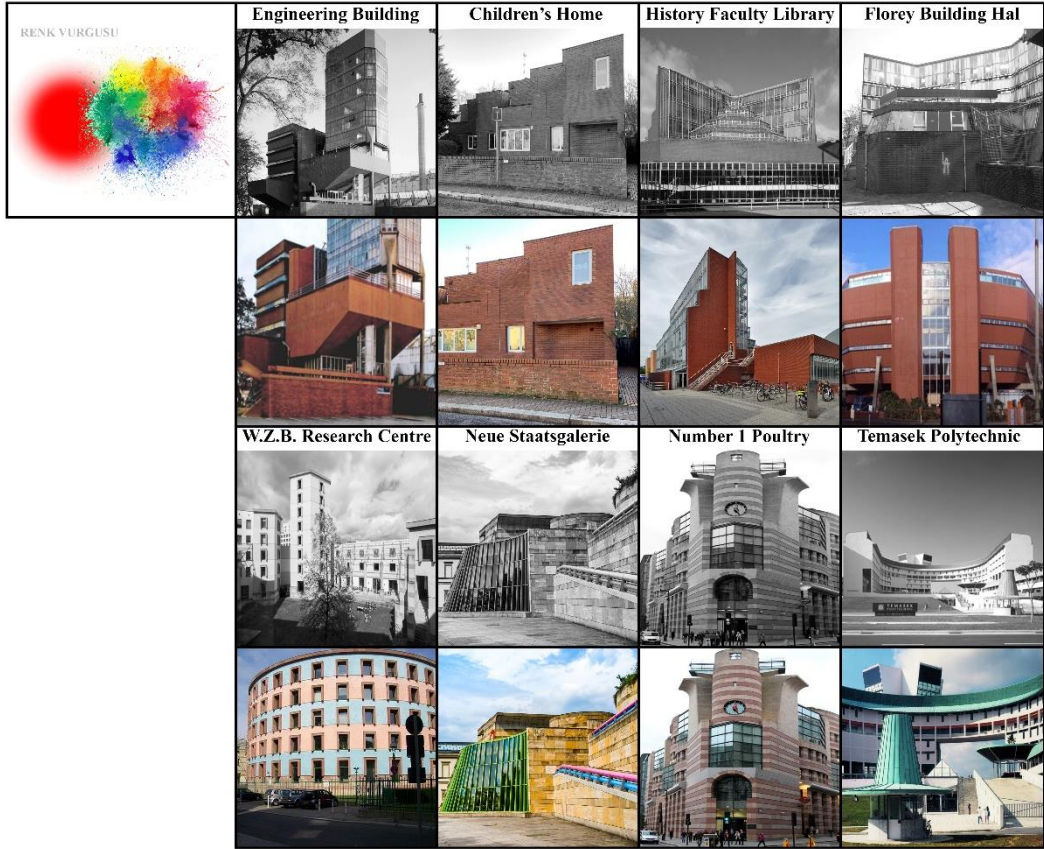 RENK VURGUSU
Engineering Building
Children's Home
History Faculty Library
Florey Building Hal
W.Z.B. Research Centre
Neue Staatsgalerie
Number 1 Poultry
Temasek Polytechnic
TEMASEK